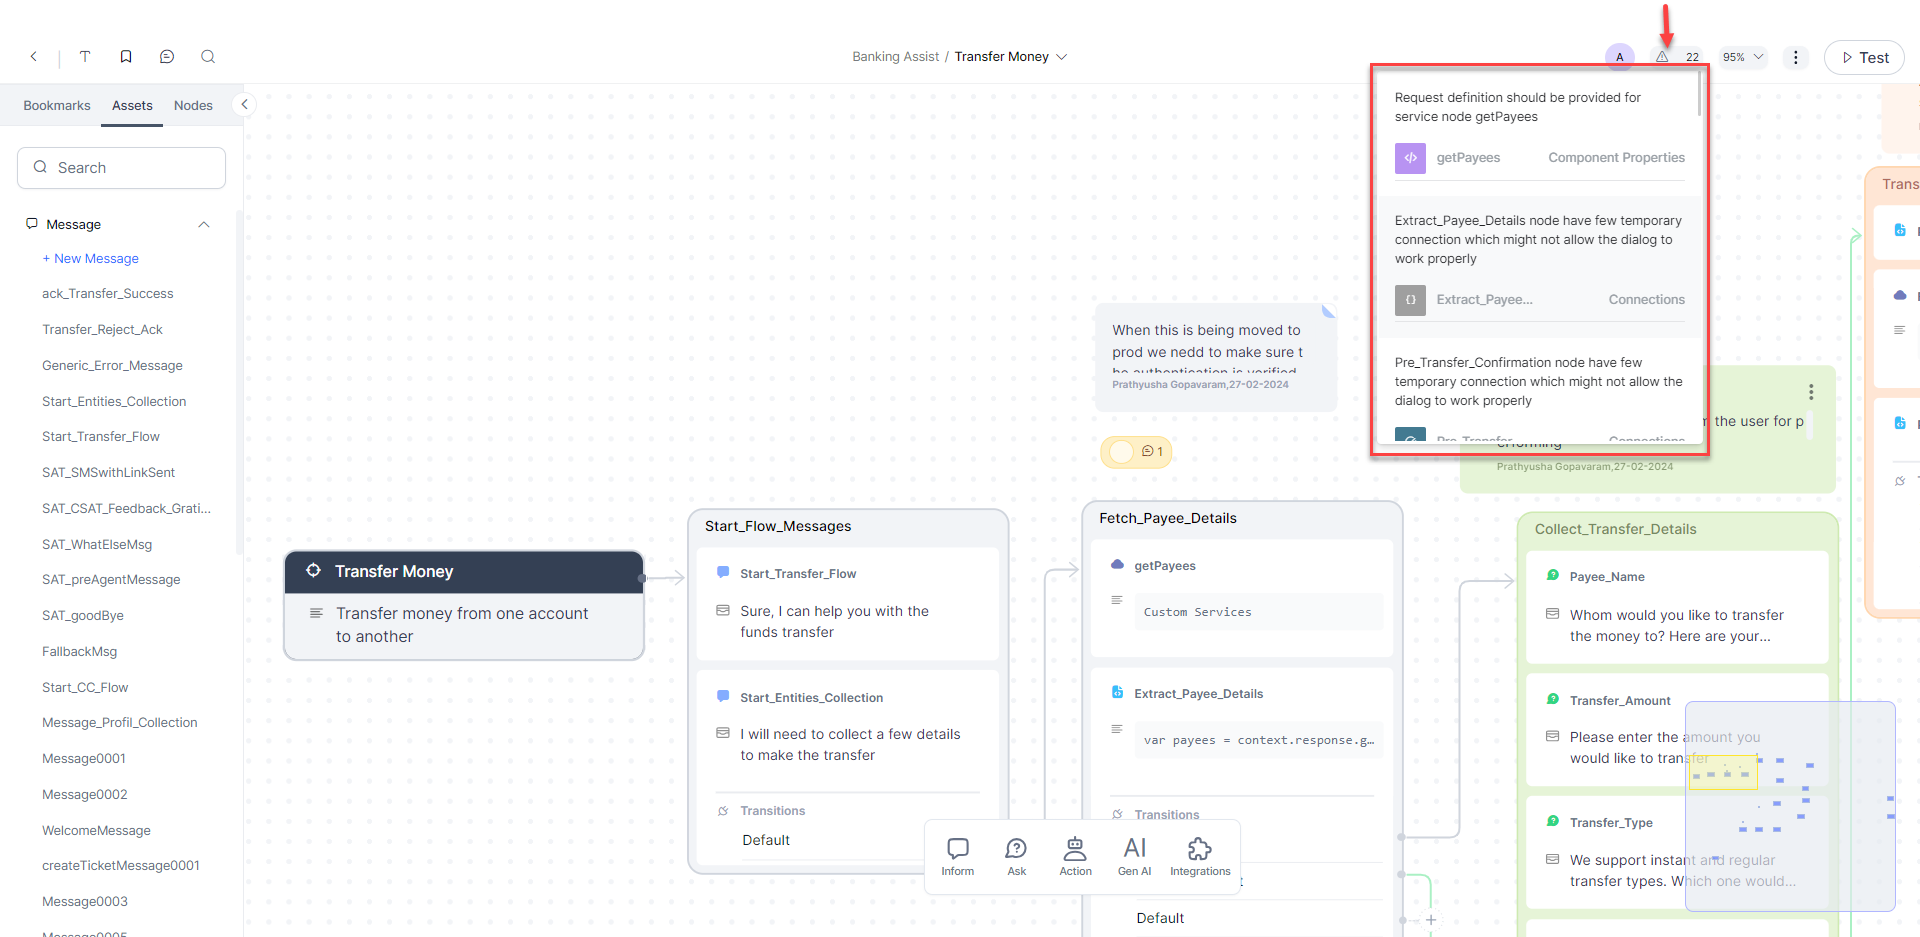 Banking Assist / Transfer Money
A
22
95%
Test
Bookmarks
Assets
Nodes
Search
Message
+ New Message
ack_Transfer_Success
Transfer_Reject_Ack
Generic_Error_Message
Start_Entities_Collection
Start_Transfer_Flow
SAT_SMSwithLinkSent
SAT_CSAT_Feedback_Grati...
SAT_WhatElseMsg
SAT_preAgentMessage
SAT_goodBye
FallbackMsg
Start_CC_Flow
Message_Profil_Collection
Message0001
Message0002
WelcomeMessage
createTicketMessage0001
Message0003
Request definition should be provided for
service node getPayees
getPayees
Component Properties
Extract_Payee_Details node have few temporary
connection which might not allow the dialog to
work properly
Extract_Payee...
Connections
Pre_Transfer_Confirmation node have few
temporary connection which might not allow the
dialog to work properly
Pre_Transfer
Connections
When this is being moved to
prod we nedd to make sure t
he authentication is verified
Prathyusha Gopavaram,27-02-2024
1
the user for p
erforming
Prathyusha Gopavaram,27-02-2024
Trans
Transfer Money
Transfer money from one account
to another
Start_Flow_Messages
Start_Transfer_Flow
Sure, I can help you with the
funds transfer
Start_Entities_Collection
I will need to collect a few details
to make the transfer
Transitions
Default
Fetch_Payee_Details
getPayees
Custom Services
Extract_Payee_Details
var payees = context.response.g…
Transitions
Default
Collect_Transfer_Details
Payee_Name
Whom would you like to transfer
the money to? Here are your...
Transfer_Amount
Please enter the amount you
would like to transfer
Transfer_Type
We support instant and regular
transfer types. Which one would...
Inform
Ask
Action
AI
Gen AI
Integrations